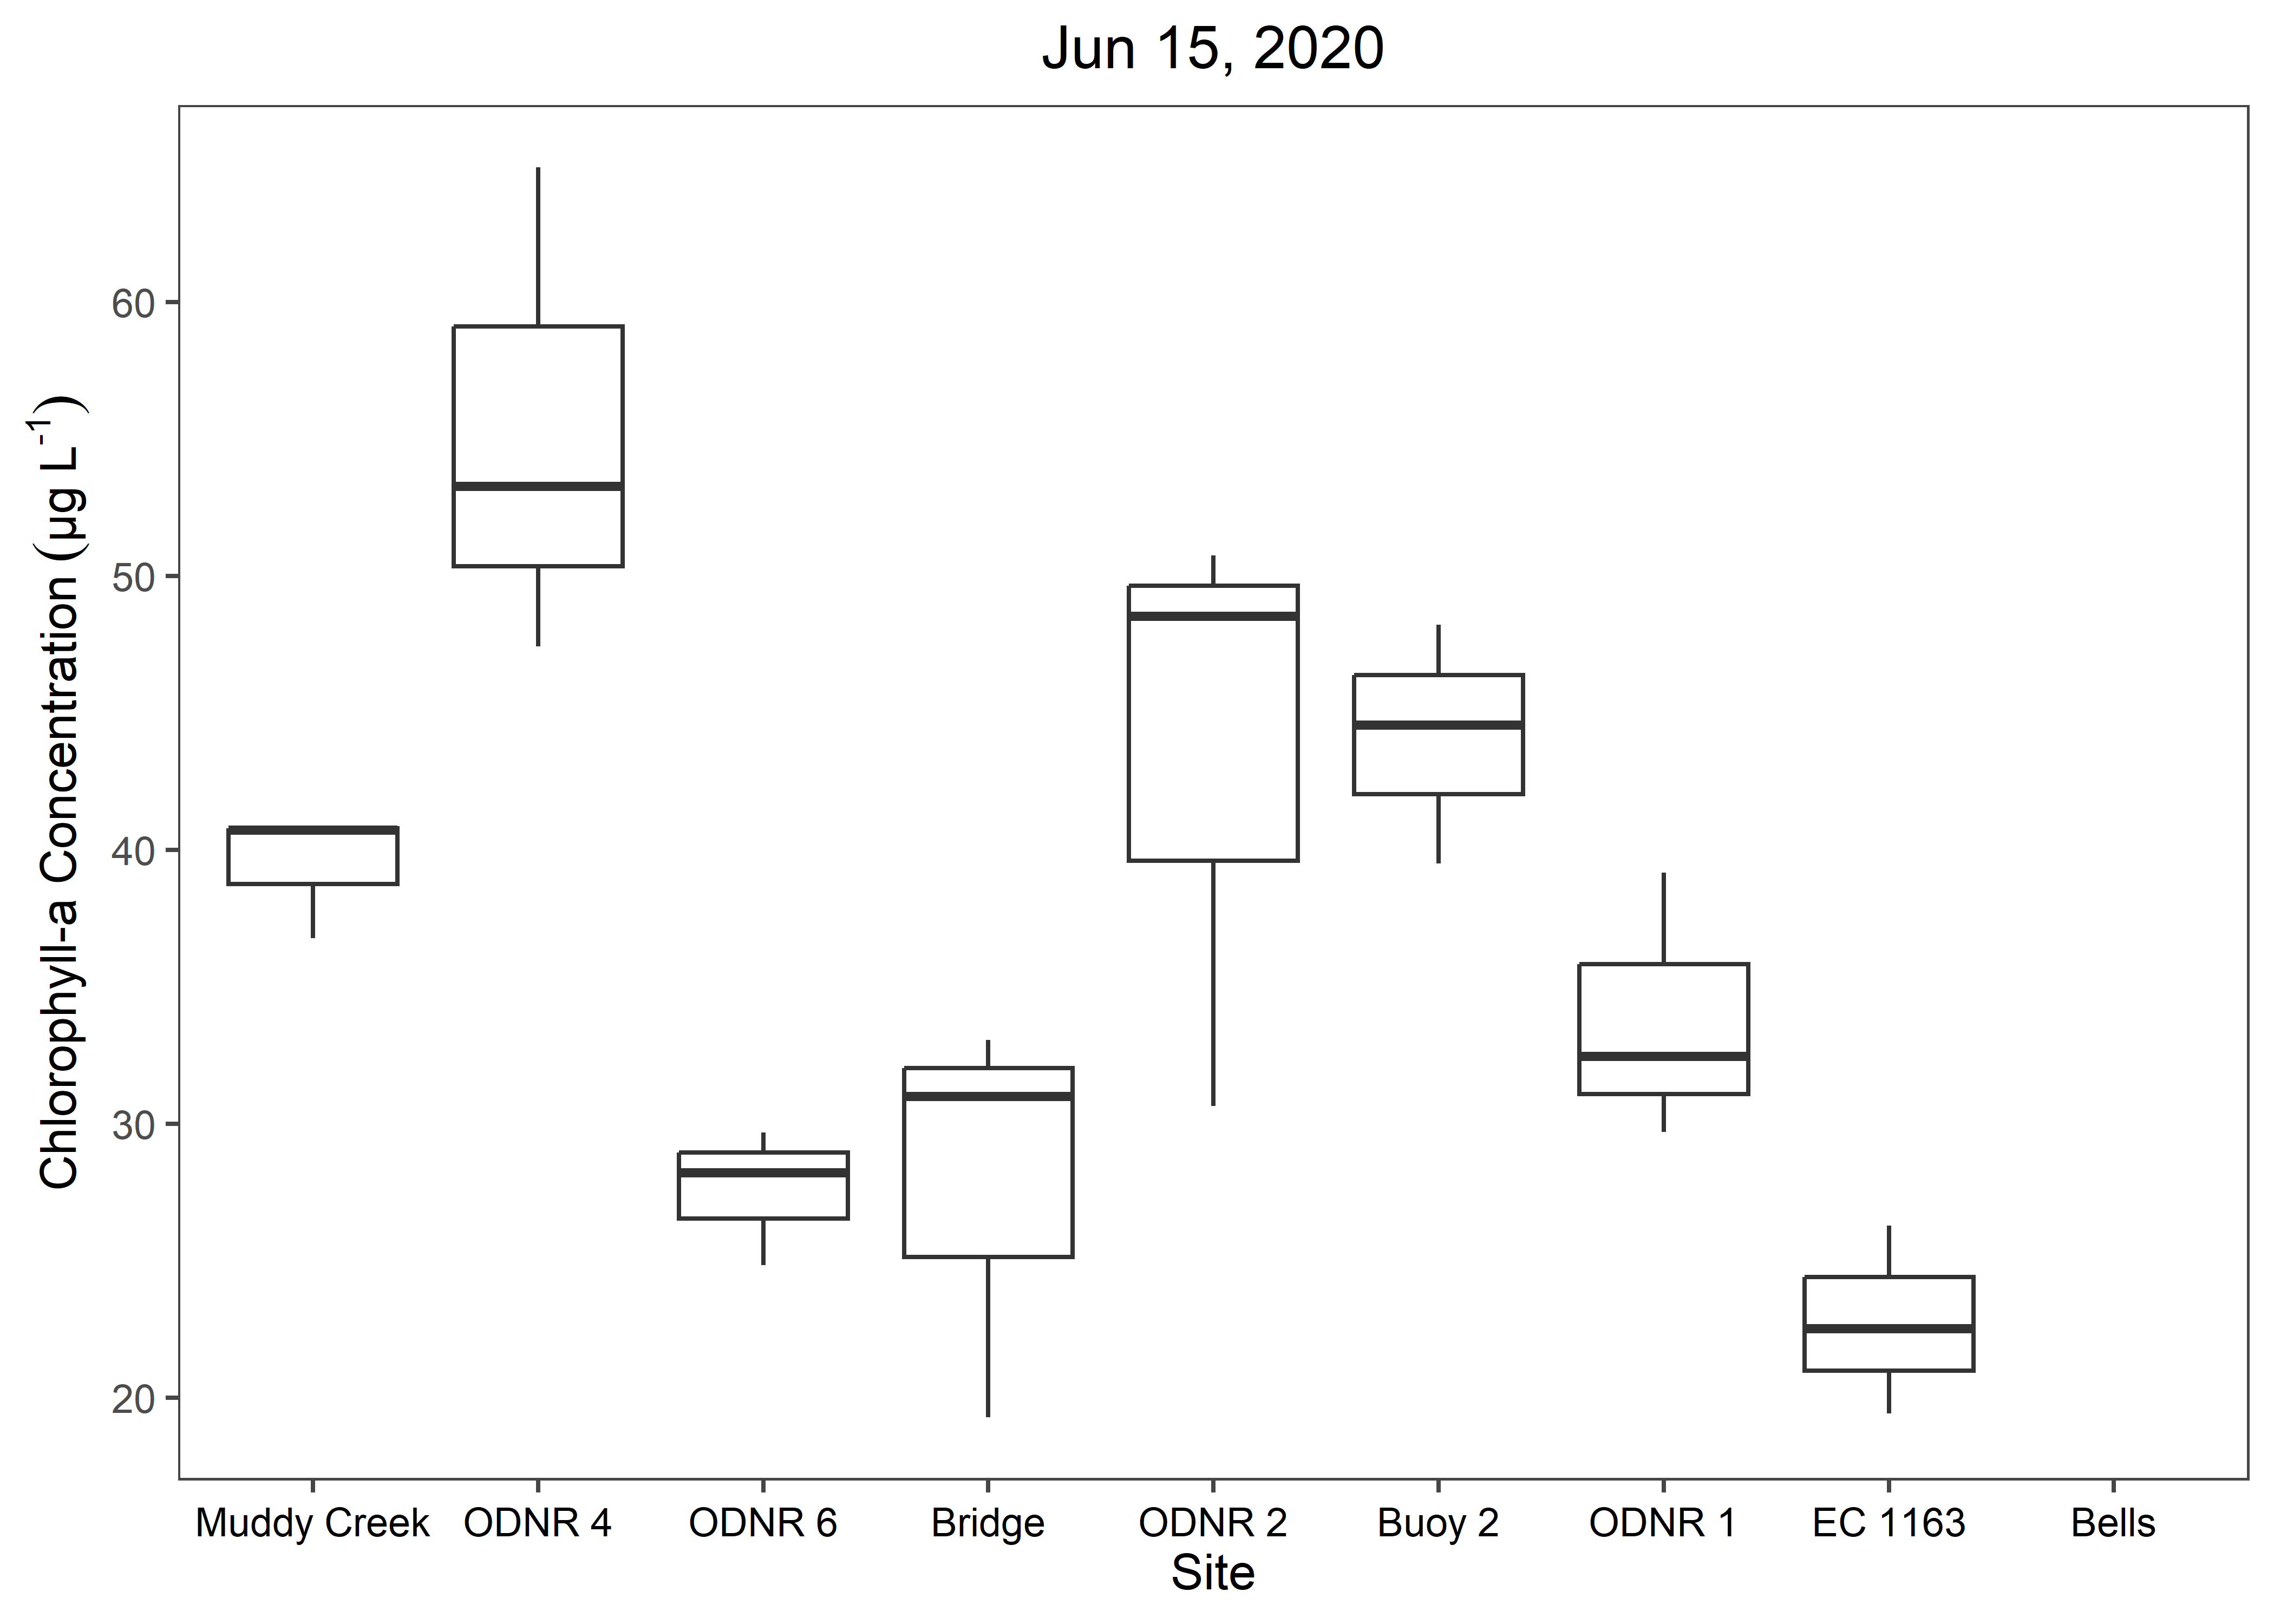 Jun 15, 2020
Chlorophyll-a Concentration (µg L⁻¹)
60
50
40
30
20
Muddy Creek ODNR 4 ODNR 6 Bridge ODNR 2 Buoy 2 ODNR 1 EC 1163 Bells
Site